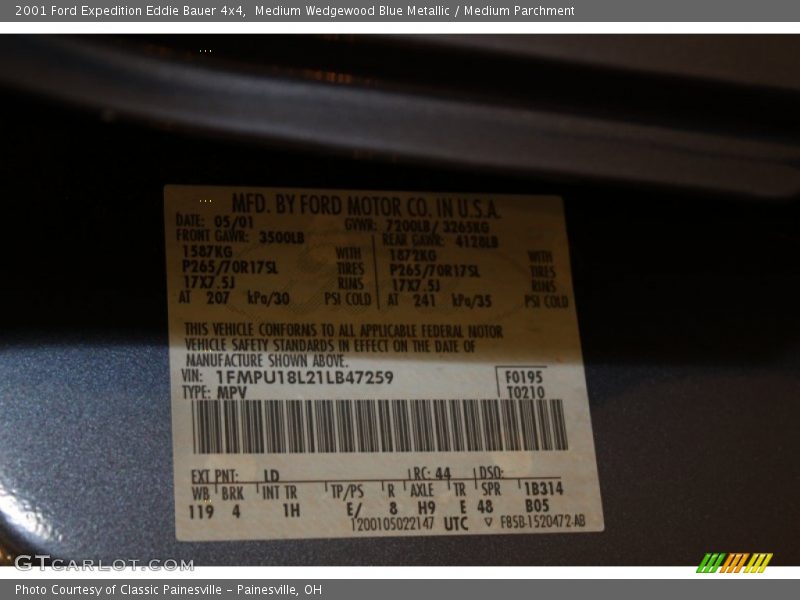 2001 Ford Expedition Eddie Bauer 4x4,  Medium Wedgewood Blue Metallic / Medium Parchment
MFD. BY FORD MOTOR CO. IN U.S.A.
DATE: 05/01 GVWR: 7200LB/ 3265KG
FRONT GAWR: 3500LB REAR GAWR: 4128LB
1587KG WITH 1872KG WITH
P265/70R17SL TIRES P265/70R17SL TIRES
17X7.5J RIMS 17X7.5J RIMS
AT 207 kPa/30 PSI COLD AT 241 kPa/35 PSI COLD
THIS VEHICLE CONFORMS TO ALL APPLICABLE FEDERAL MOTOR
VEHICLE SAFETY STANDARDS IN EFFECT ON THE DATE OF
MANUFACTURE SHOWN ABOVE.
VIN: 1FMPU18L21LB47259 F0195
TYPE: MPV T0210
EXT PNT: LD RC: 44 DSO:
WB BRK INT TR TP/PS R AXLE TR SPR 1B314
119 4 1H E/ 8 H9 E 48 B05
1200105022147 UTC ▽ F85B-1520472-AB
GTCARLOT.COM
Photo Courtesy of Classic Painesville - Painesville, OH